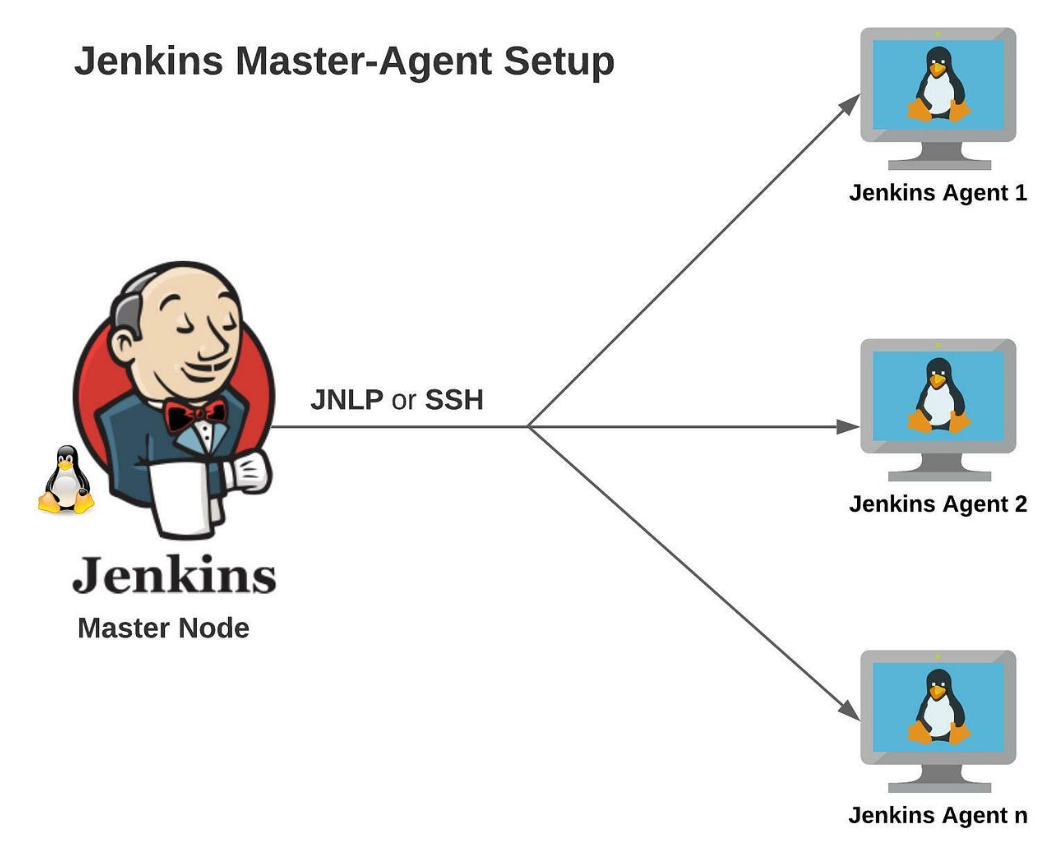 Jenkins Master-Agent Setup
Jenkins Agent 1
JNLP or SSH
Jenkins Agent 2
Jenkins
Master Node
Jenkins Agent n